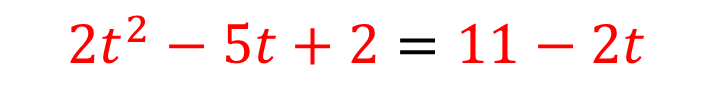 2t² − 5t + 2 = 11 − 2t